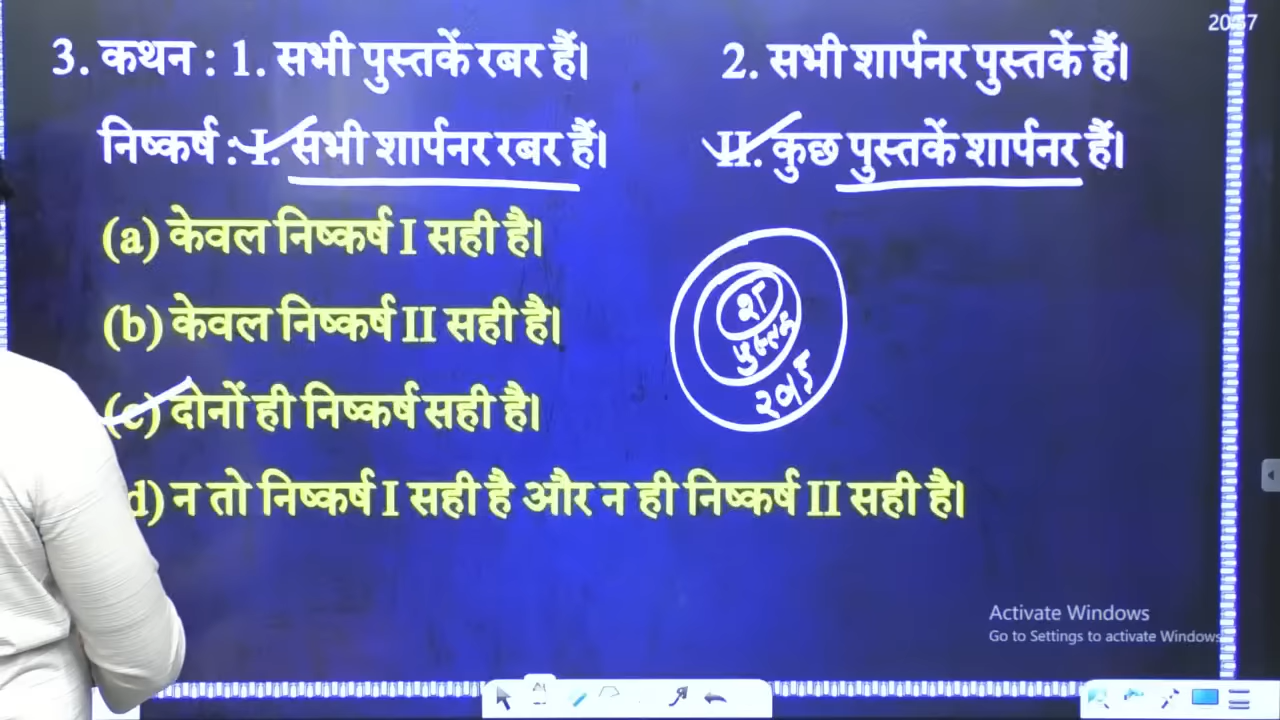 20:57
3. कथन : 1. सभी पुस्तकें रबर हैं। 2. सभी शार्पनर पुस्तकें हैं।
निष्कर्ष : I. सभी शार्पनर रबर हैं। II. कुछ पुस्तकें शार्पनर हैं।
(a) केवल निष्कर्ष I सही है।
(b) केवल निष्कर्ष II सही है।
(c) दोनों ही निष्कर्ष सही है।
d) न तो निष्कर्ष I सही है और न ही निष्कर्ष II सही है।
शा
पुस्तक
रबर
Activate Windows
Go to Settings to activate Windows